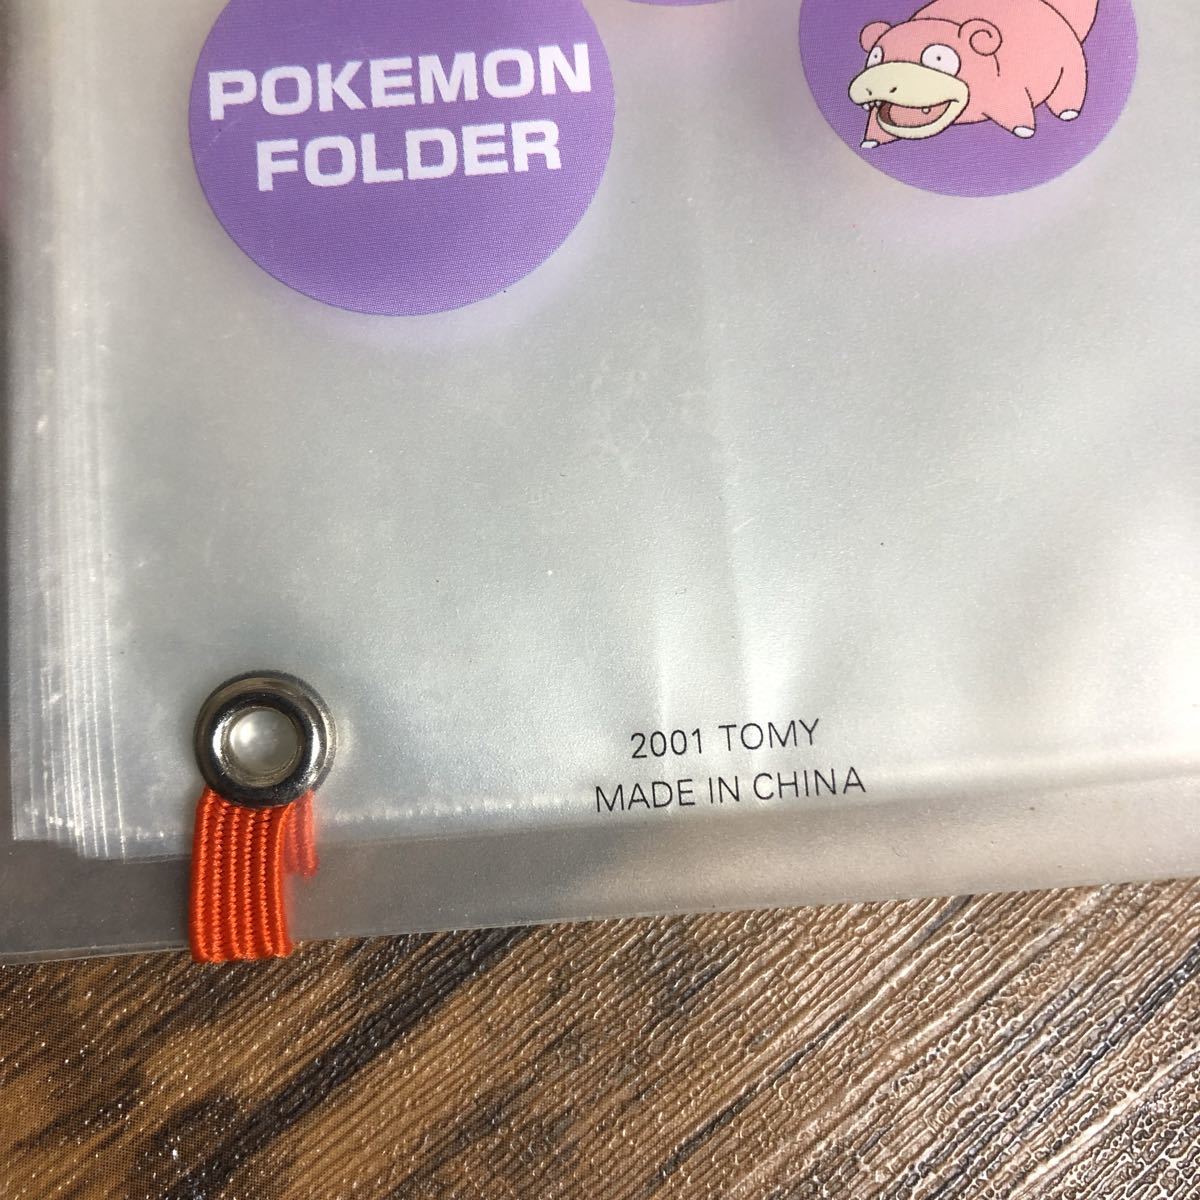 POKEMON
FOLDER
2001 TOMY
MADE IN CHINA